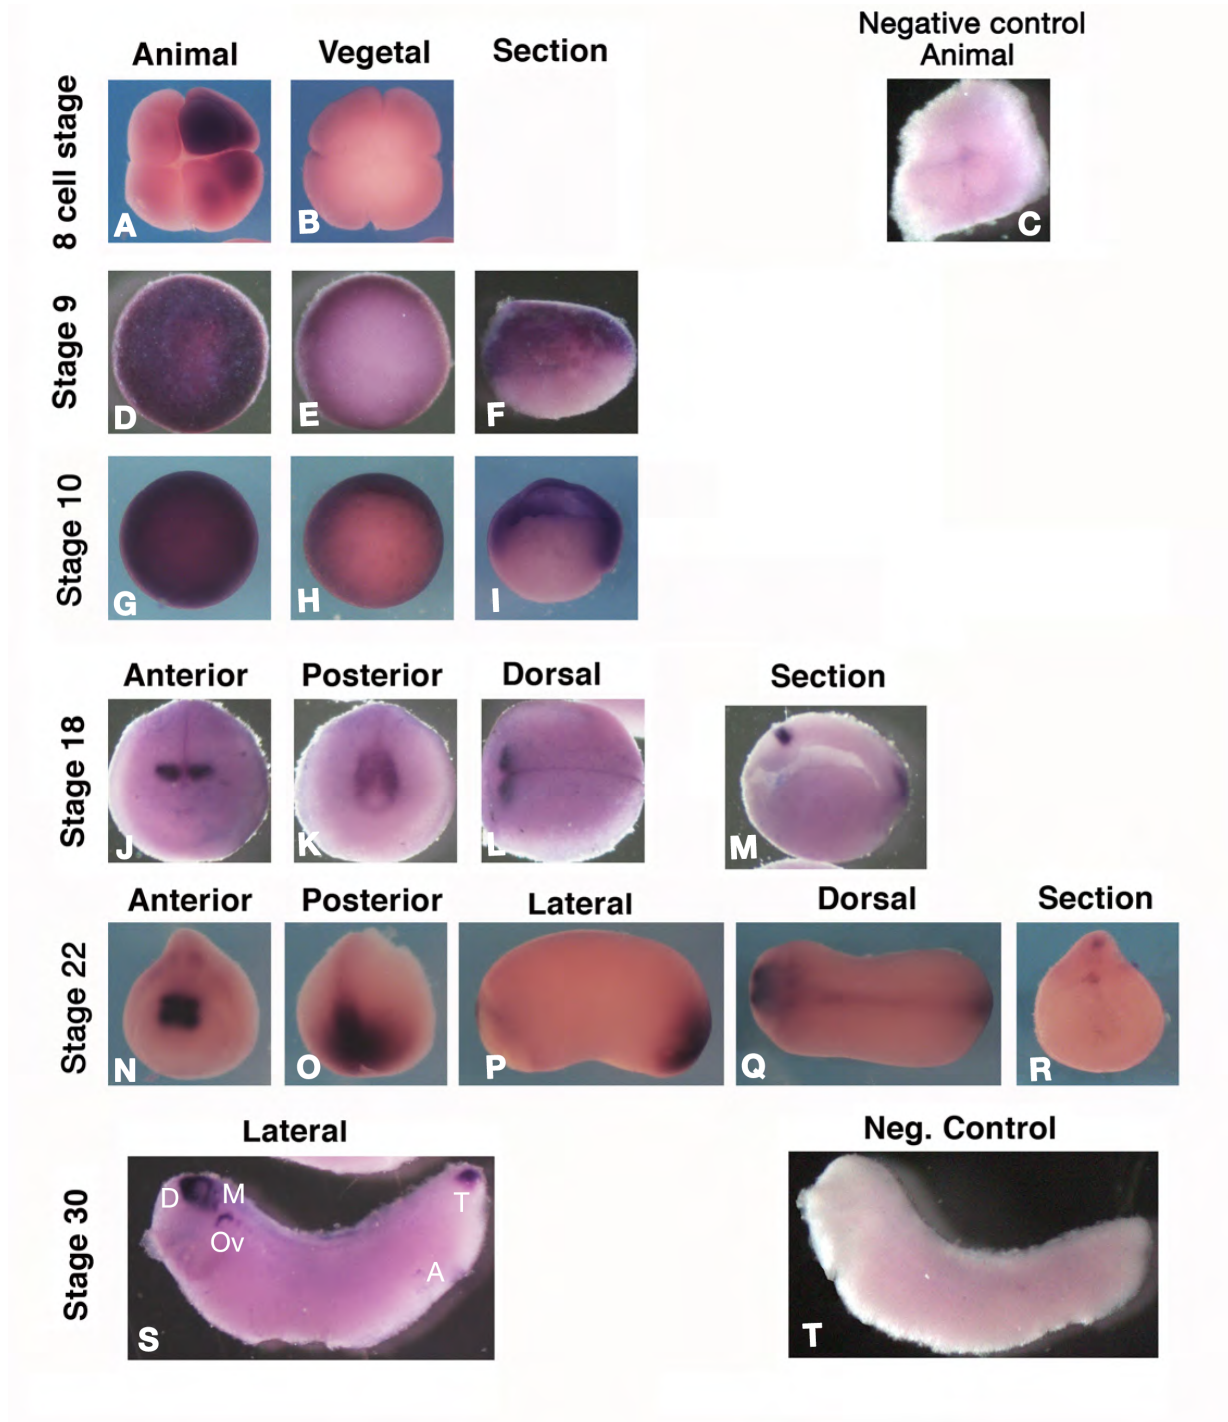 Negative control
Animal
Animal
Vegetal
Section
8 cell stage
A
B
C
Stage 9
D
E
F
Stage 10
G
H
I
Anterior
Posterior
Dorsal
Section
Stage 18
J
K
L
M
Anterior
Posterior
Lateral
Dorsal
Section
Stage 22
N
O
P
Q
R
Lateral
Neg. Control
Stage 30
D
M
T
Ov
A
S
T